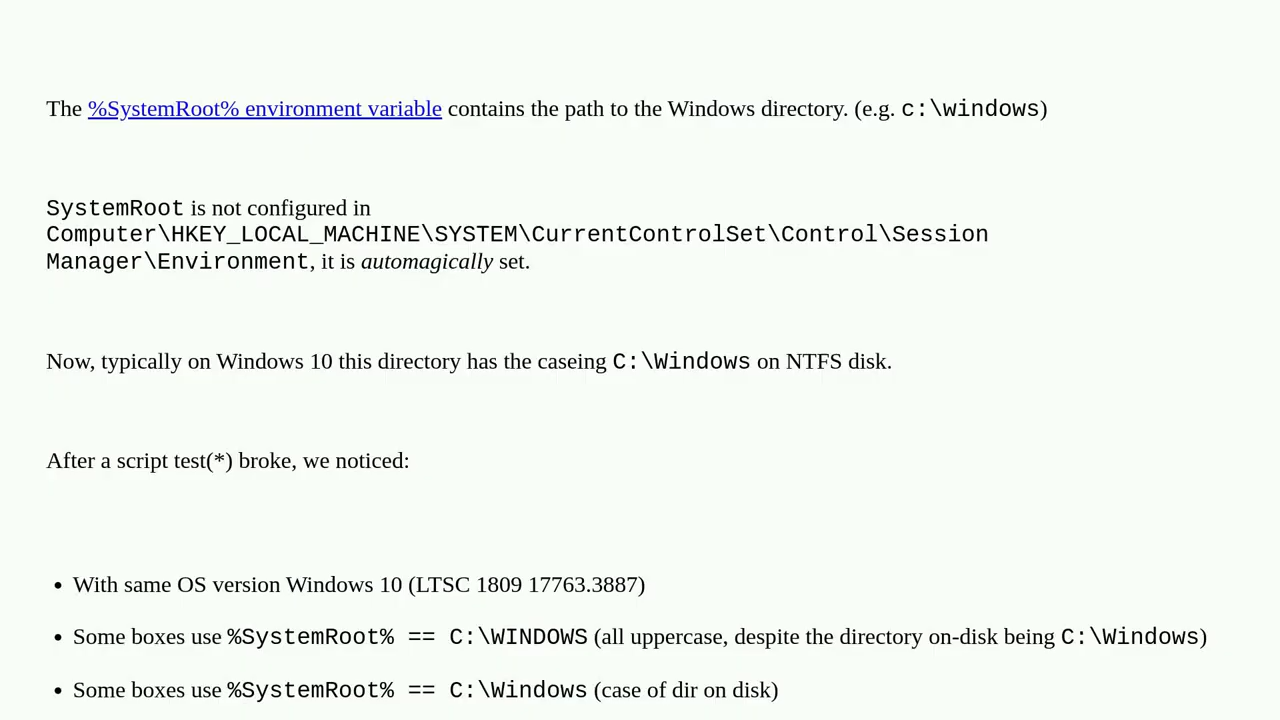 The %SystemRoot% environment variable contains the path to the Windows directory. (e.g. c:\windows)
SystemRoot is not configured in
Computer\HKEY_LOCAL_MACHINE\SYSTEM\CurrentControlSet\Control\Session
Manager\Environment, it is automagically set.
Now, typically on Windows 10 this directory has the caseing C:\Windows on NTFS disk.
After a script test(*) broke, we noticed:
• With same OS version Windows 10 (LTSC 1809 17763.3887)
• Some boxes use %SystemRoot% == C:\WINDOWS (all uppercase, despite the directory on-disk being C:\Windows)
• Some boxes use %SystemRoot% == C:\Windows (case of dir on disk)